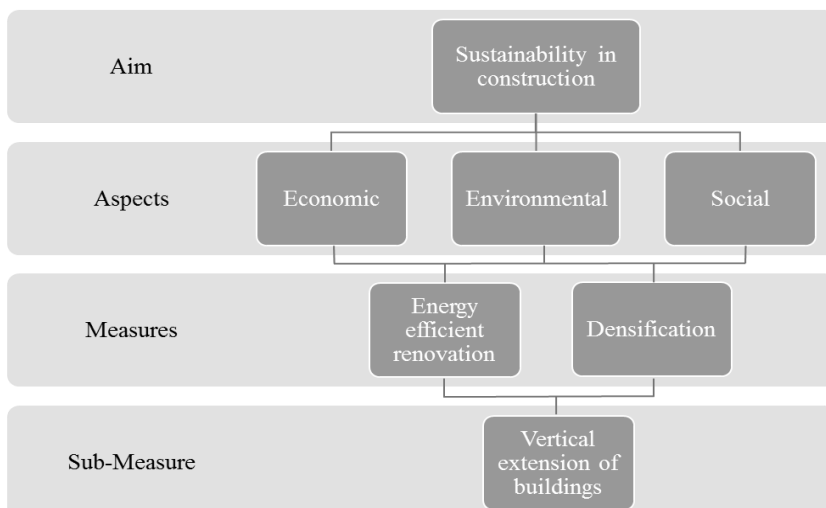 Aim
Sustainability in
construction
Aspects
Economic
Environmental
Social
Measures
Energy
efficient
renovation
Densification
Sub-Measure
Vertical
extension of
buildings